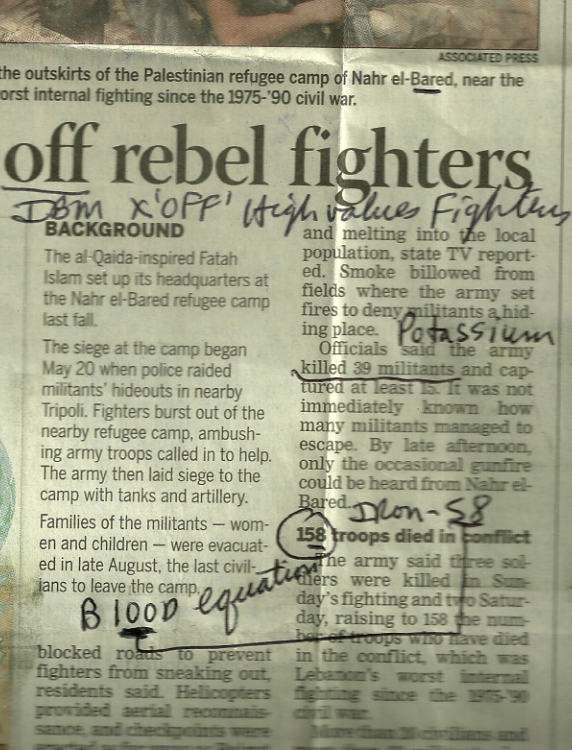 ASSOCIATED PRESS
the outskirts of the Palestinian refugee camp of Nahr el-Bared, near the
orst internal fighting since the 1975-'90 civil war.
off rebel fighters
IBM X 'OFF' High values Fighters
BACKGROUND
The al-Qaida-inspired Fatah
Islam set up its headquarters at
the Nahr el-Bared refugee camp
last fall.
The siege at the camp began
May 20 when police raided
militants' hideouts in nearby
Tripoli. Fighters burst out of the
nearby refugee camp, ambush-
ing army troops called in to help.
The army then laid siege to the
camp with tanks and artillery.
Families of the militants — wom-
en and children — were evacuat-
ed in late August, the last civil-
ians to leave the camp.
B100D equation
blocked roads to prevent
fighters from sneaking out,
residents said. Helicopters
provided aerial reconnais-
sance, and checkpoints were
and melting into the local
population, state TV report-
ed. Smoke billowed from
fields where the army set
fires to deny militants a hid-
ing place.
Potassium
Officials said the army
killed 39 militants and cap-
tured at least 15. It was not
immediately known how
many militants managed to
escape. By late afternoon,
only the occasional gunfire
could be heard from Nahr el-
Bared.
Iron-58
158 troops died in conflict
The army said three sol-
diers were killed in Sun-
day's fighting and two Satur-
day, raising to 158 the num-
ber of troops who have died
in the conflict, which was
Lebanon's worst internal
fighting since the 1975-'90
civil war.
More than civilians and